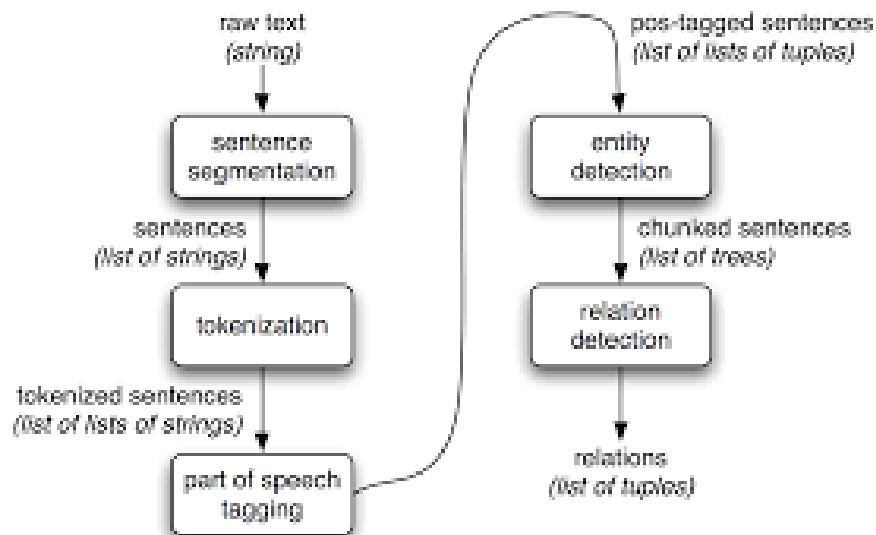 raw text
(string)
sentence
segmentation
sentences
(list of strings)
tokenization
tokenized sentences
(list of lists of strings)
part of speech
tagging
pos-tagged sentences
(list of lists of tuples)
entity
detection
chunked sentences
(list of trees)
relation
detection
relations
(list of tuples)